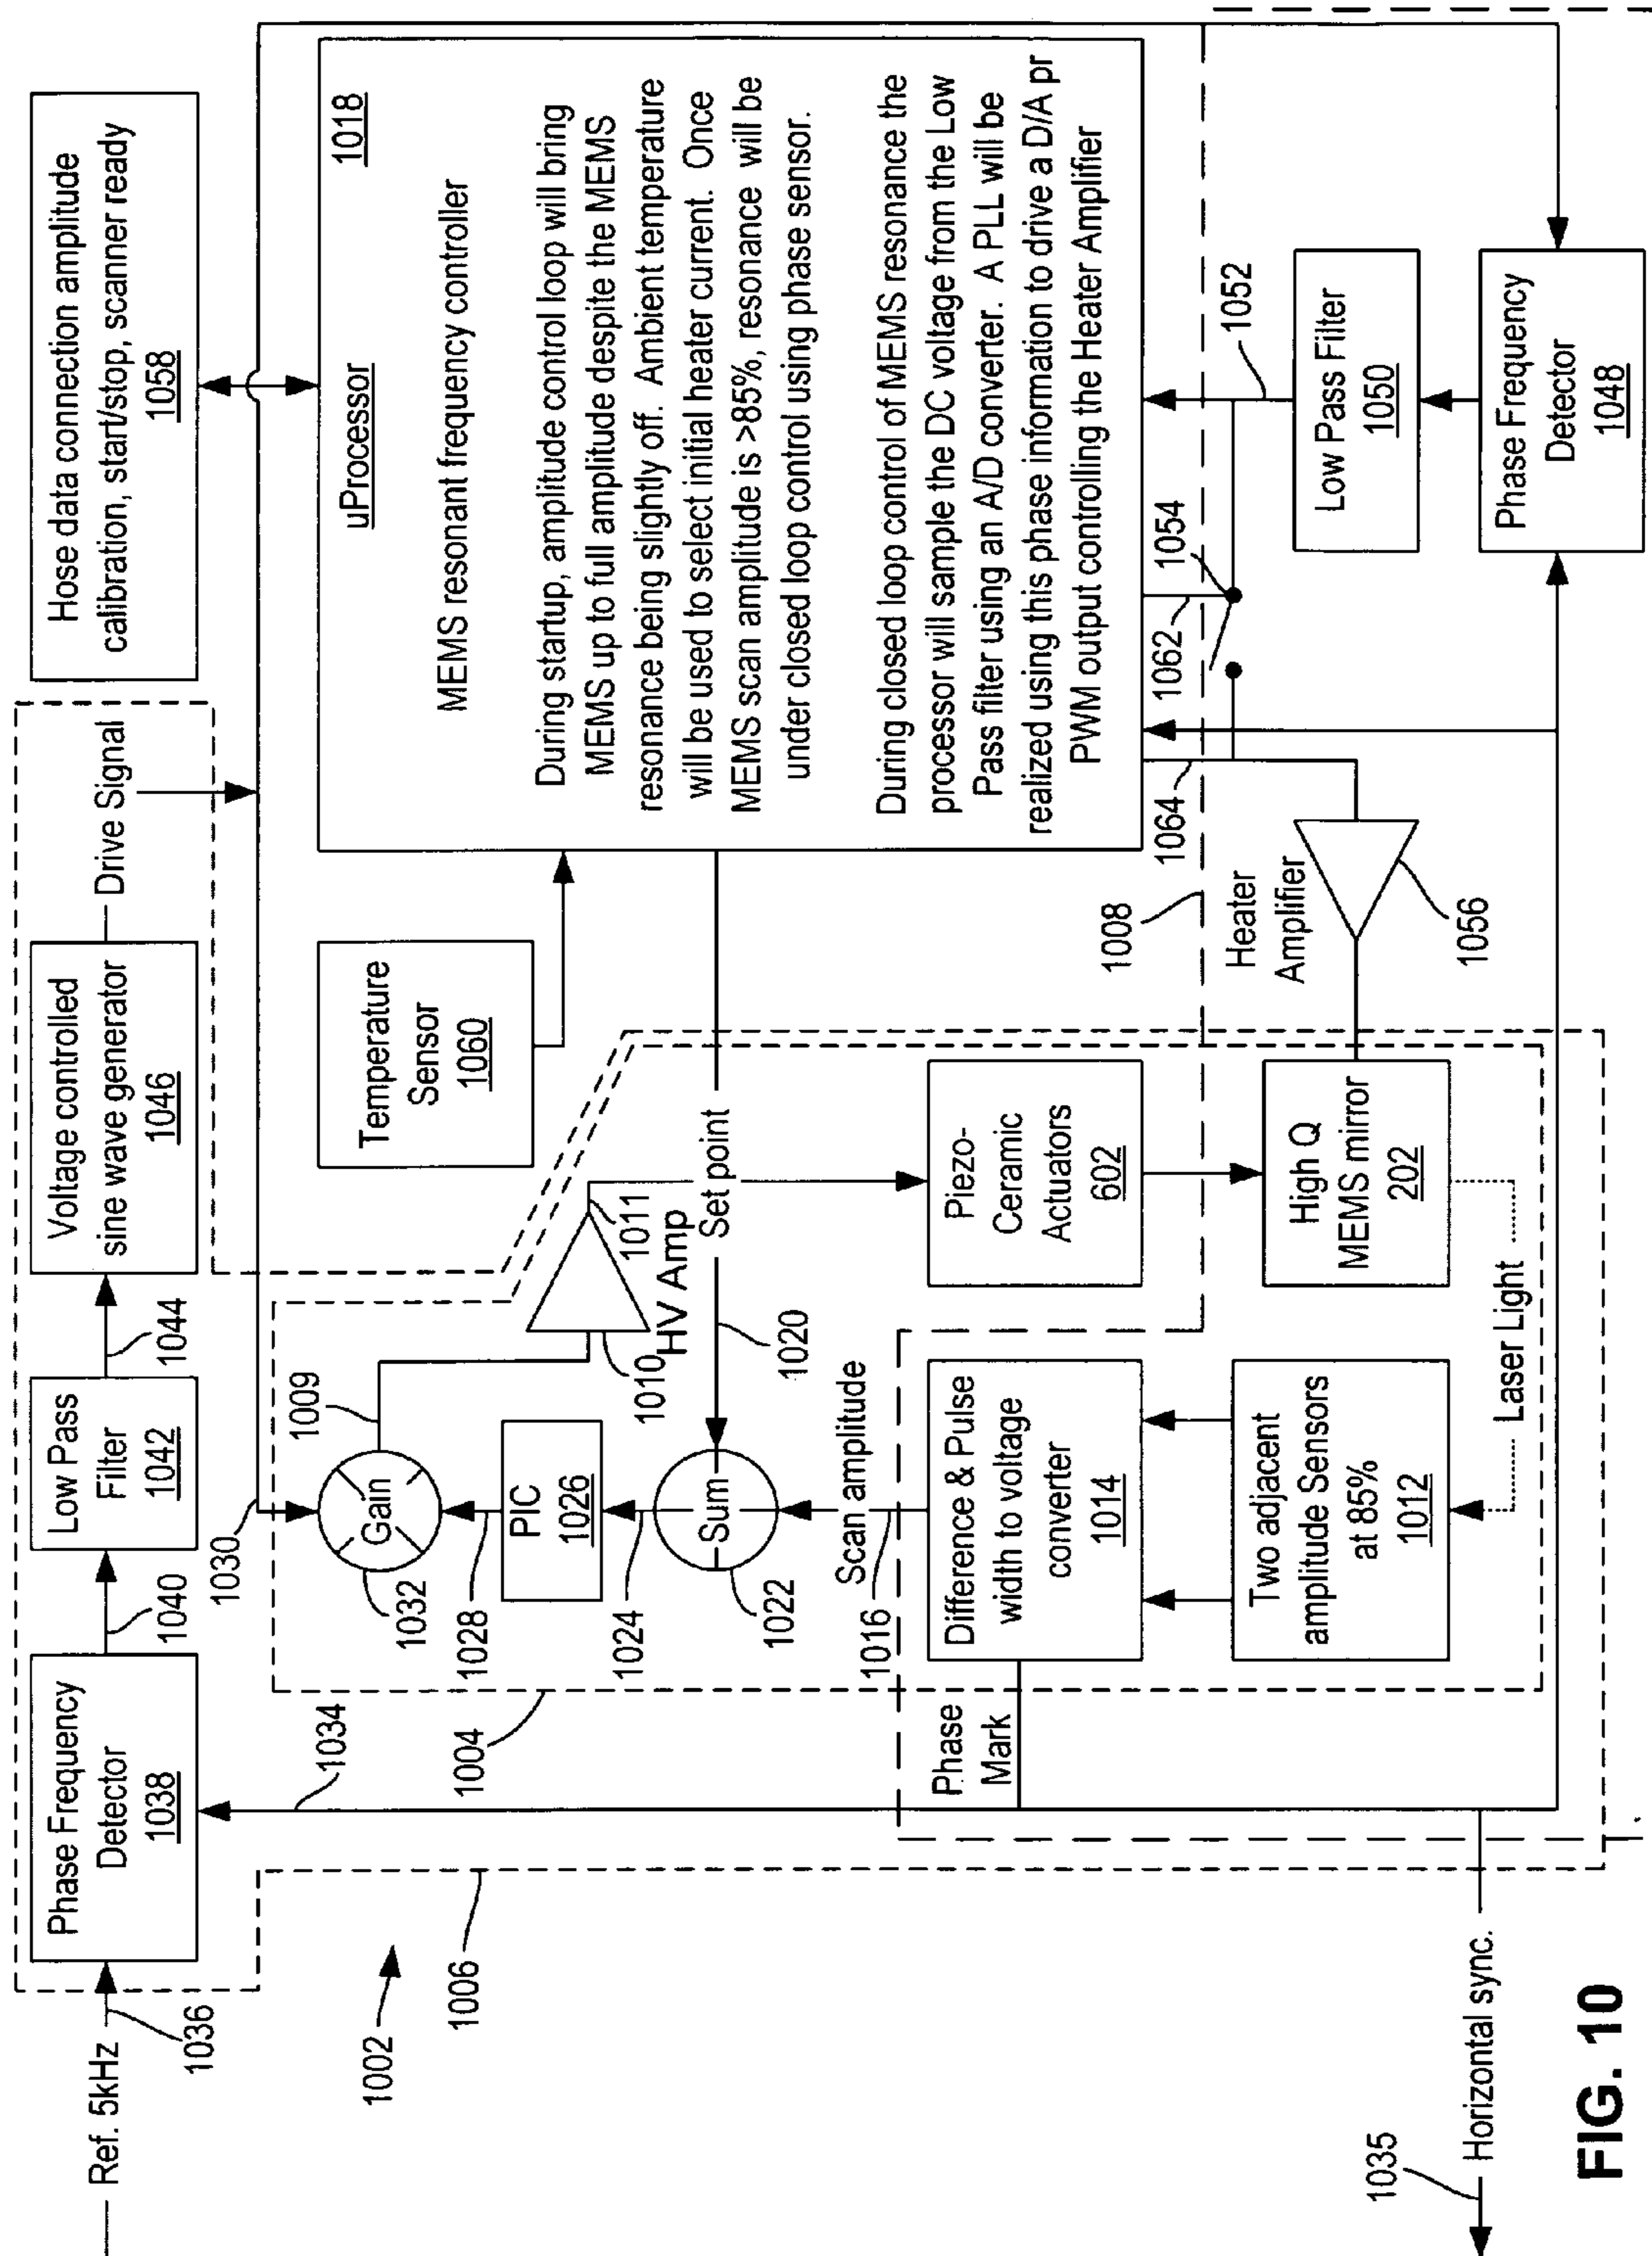 Ref. 5kHz
1036
Phase Frequency
Detector
1038
1040
Low Pass
Filter
1042
1044
Voltage controlled
sine wave generator
1046
Drive Signal
Hose data connection amplitude
calibration, start/stop, scanner ready
1058
1002
1006
1034
1004
1030
1032
Gain
1009
1028
PIC
1026
1024
1022
Sum
1010
HV Amp
1011
1020
Set point
Temperature
Sensor
1060
uProcessor
1018
MEMS resonant frequency controller
During startup, amplitude control loop will bring
MEMS up to full amplitude despite the MEMS
resonance being slightly off. Ambient temperature
will be used to select initial heater current. Once
MEMS scan amplitude is >85%, resonance will be
under closed loop control using phase sensor.
During closed loop control of MEMS resonance the
processor will sample the DC voltage from the Low
Pass filter using an A/D converter. A PLL will be
realized using this phase information to drive a D/A pr
PWM output controlling the Heater Amplifier
1016
Scan amplitude
Phase
Mark
Difference & Pulse
width to voltage
converter
1014
Two adjacent
amplitude Sensors
at 85%
1012
Laser Light
Piezo-
Ceramic
Actuators
602
High Q
MEMS mirror
202
1008
Heater
Amplifier
1056
1064
1062
1054
1052
Low Pass Filter
1050
Phase Frequency
Detector
1048
1035
Horizontal sync.
FIG. 10